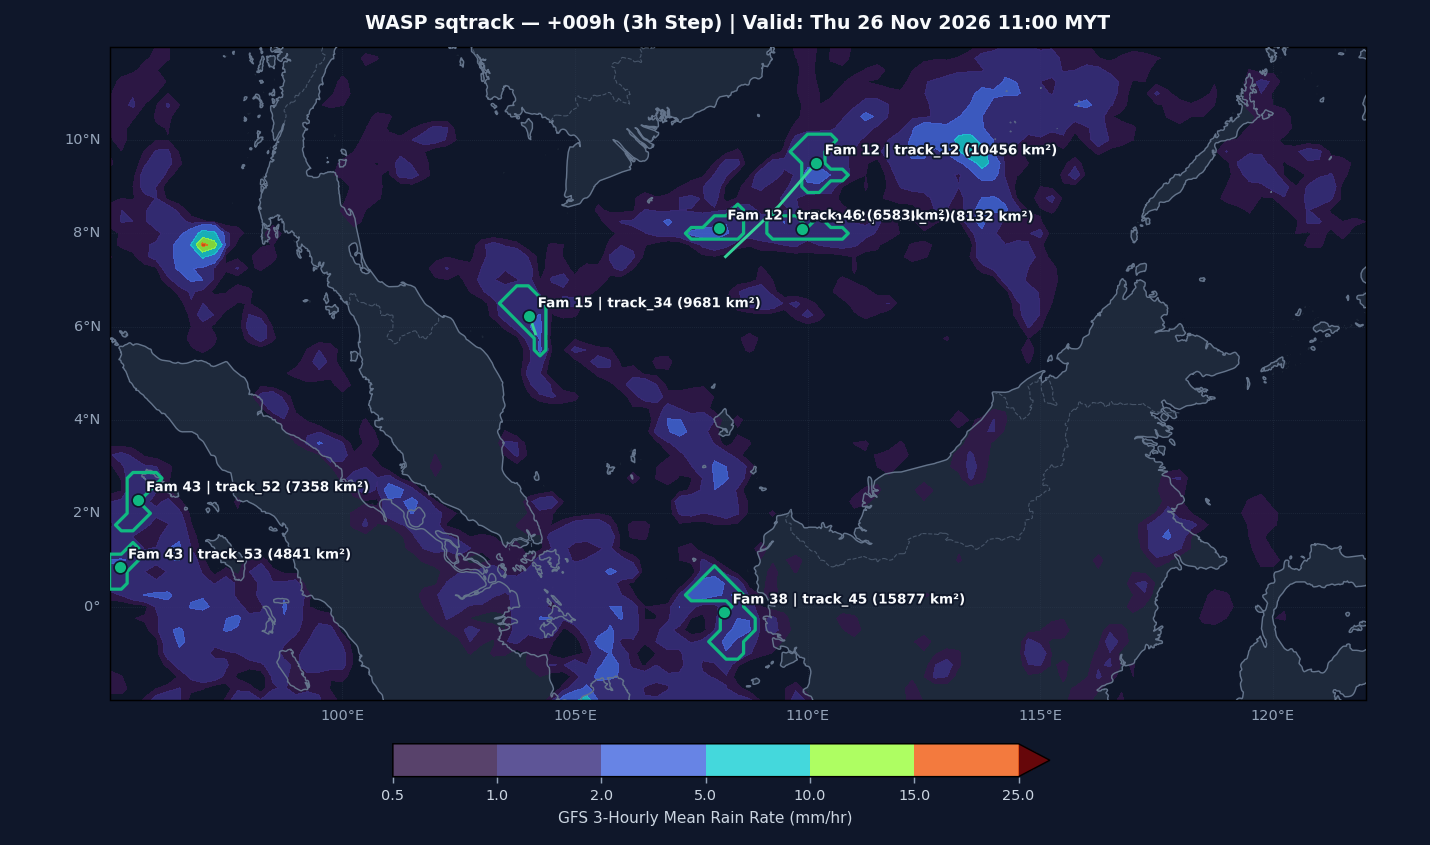 WASP sqtrack — +009h (3h Step) | Valid: Thu 26 Nov 2026 11:00 MYT
10°N
8°N
6°N
4°N
2°N
0°
Fam 12 | track_12 (10456 km²)
Fam 12 | track_46 (6583 km²)
(8132 km²)
Fam 15 | track_34 (9681 km²)
Fam 43 | track_52 (7358 km²)
Fam 43 | track_53 (4841 km²)
Fam 38 | track_45 (15877 km²)
100°E 105°E 110°E 115°E 120°E
0.5 1.0 2.0 5.0 10.0 15.0 25.0
GFS 3-Hourly Mean Rain Rate (mm/hr)